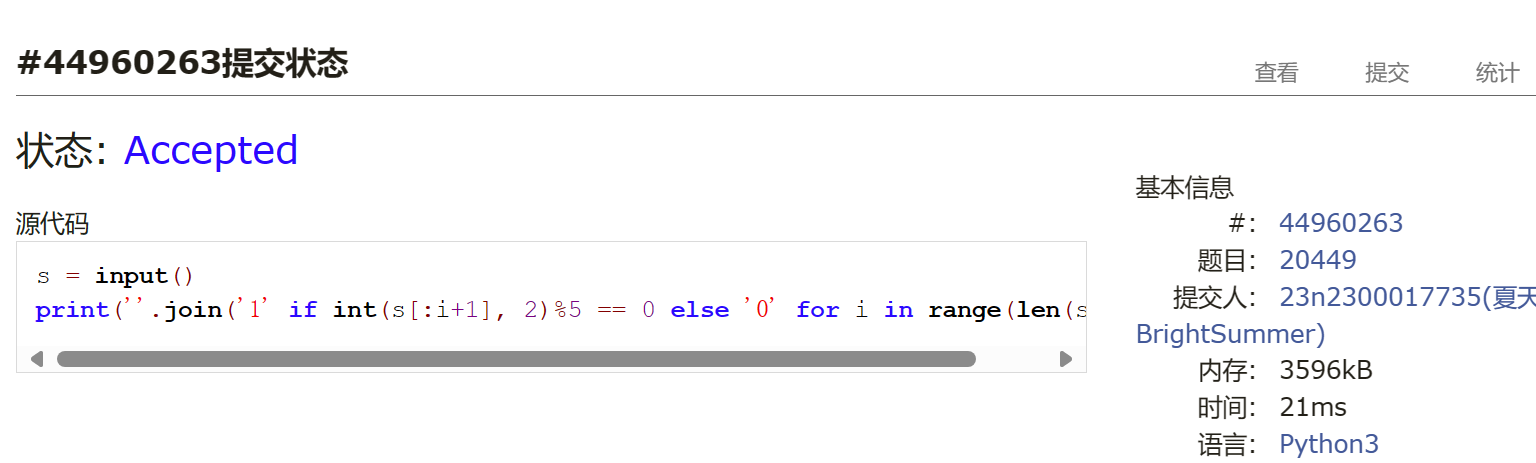 #44960263提交状态
查看 提交 统计
状态: Accepted
源代码
s = input()
print(''.join('1' if int(s[:i+1], 2)%5 == 0 else '0' for i in range(len(s
基本信息
#: 44960263
题目: 20449
提交人: 23n2300017735(夏天
BrightSummer)
内存: 3596kB
时间: 21ms
语言: Python3